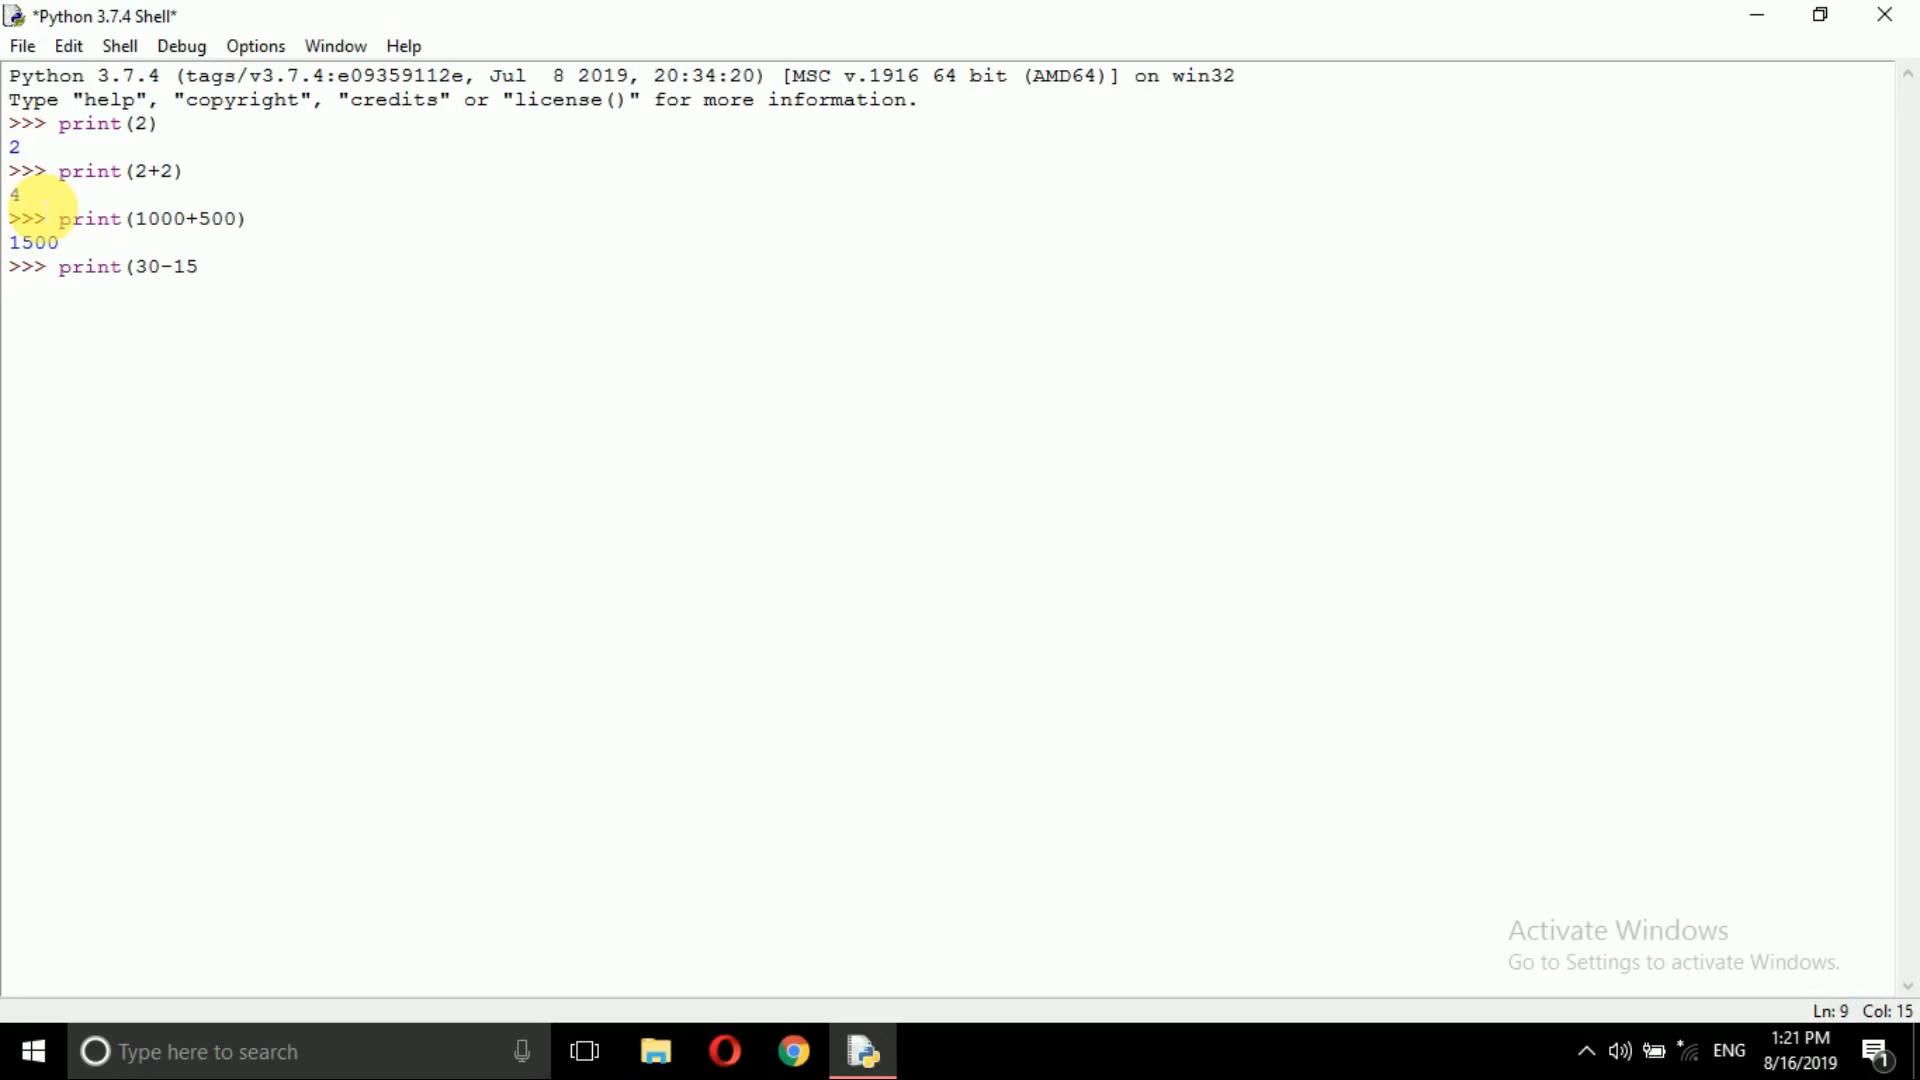 *Python 3.7.4 Shell*
File Edit Shell Debug Options Window Help
Python 3.7.4 (tags/v3.7.4:e09359112e, Jul  8 2019, 20:34:20) [MSC v.1916 64 bit (AMD64)] on win32
Type "help", "copyright", "credits" or "license()" for more information.
>>> print(2)
2
>>> print(2+2)
4
>>> print(1000+500)
1500
>>> print(30-15
Activate Windows
Go to Settings to activate Windows.
Ln: 9 Col: 15
Type here to search
ENG
1:21 PM
8/16/2019
1